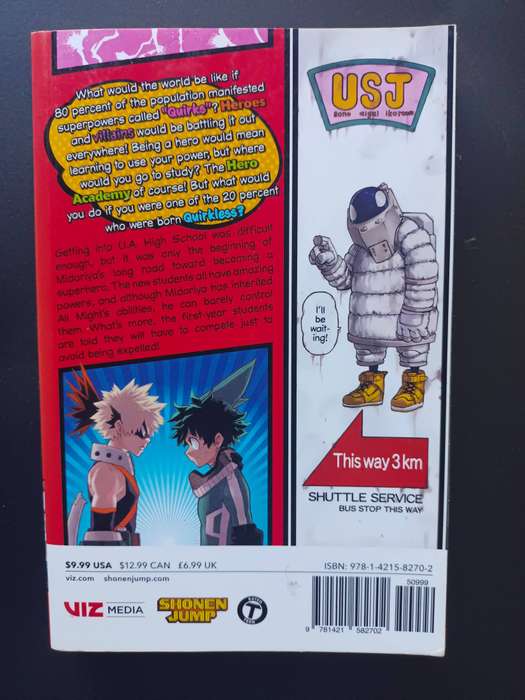 What would the world be like if
80 percent of the population manifested
superpowers called "Quirks"? Heroes
and villains would be battling it out
everywhere! Being a hero would mean
learning to use your power, but where
would you go to study? The Hero
Academy of course! But what would
you do if you were one of the 20 percent
who were born Quirkless?
Getting into U.A. High School was difficult
enough, but it was only the beginning of
Midoriya's long road toward becoming a
superhero. The new students all have amazing
powers, and although Midoriya has inherited
All Might's abilities, he can barely control
them. What's more, the first-year students
are told they will have to compete just to
avoid being expelled!
USJ
I'll
be
wait-
ing!
This way 3 km
SHUTTLE SERVICE
BUS STOP THIS WAY
$9.99 USA $12.99 CAN £6.99 UK
viz.com shonenjump.com
ISBN: 978-1-4215-8270-2
50999
VIZ MEDIA
SHONEN
JUMP
RATED
T
TEEN
9 781421 582702